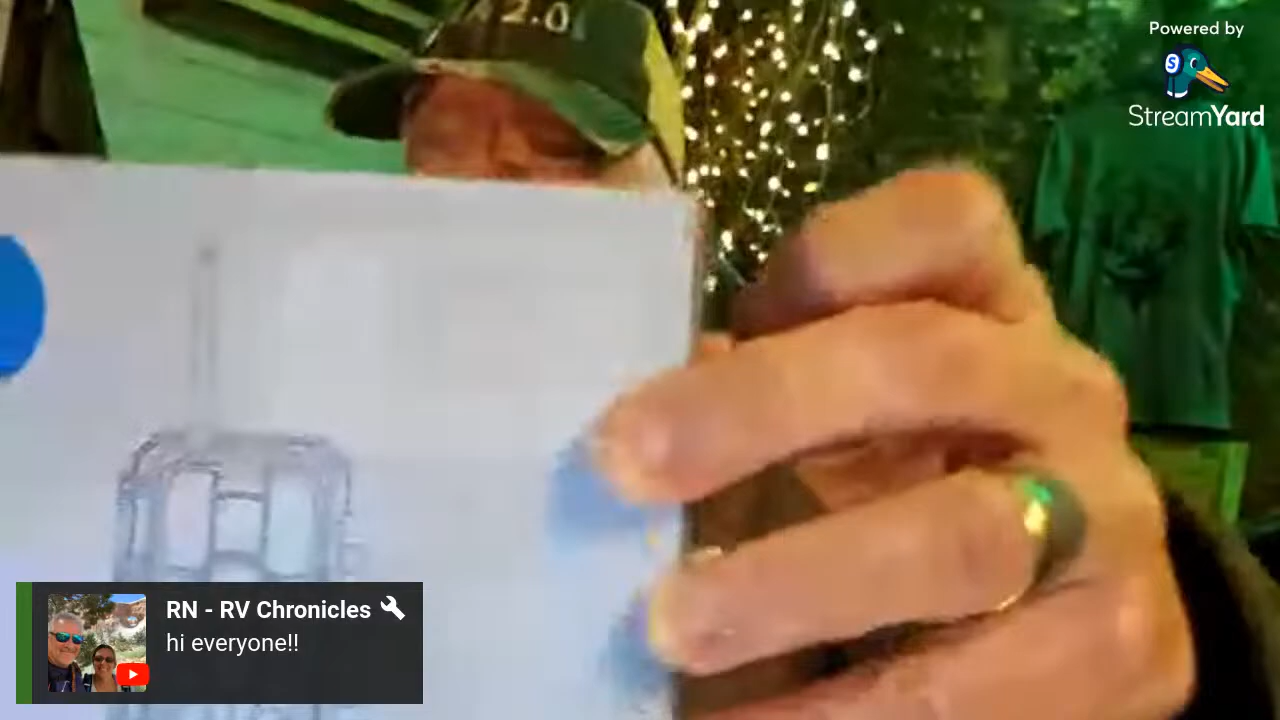 2.0
Powered by
S
StreamYard
RN - RV Chronicles
hi everyone!!